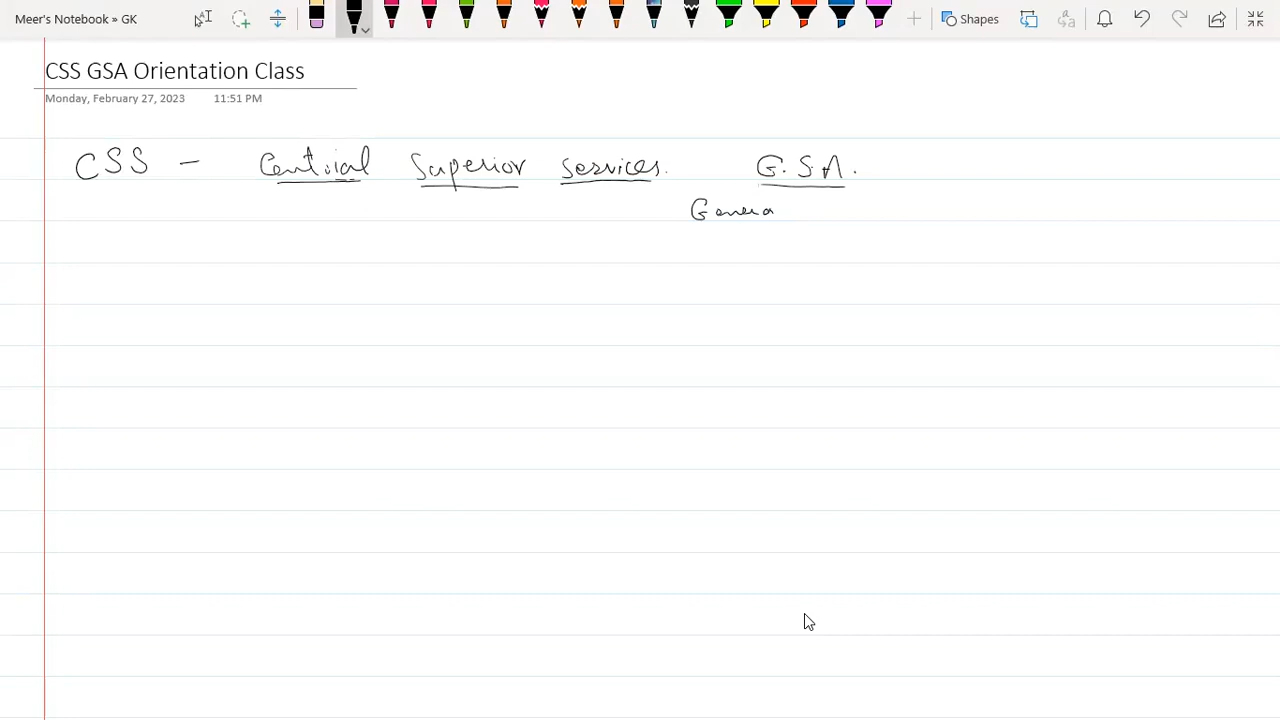 Meer's Notebook » GK
Shapes
CSS GSA Orientation Class
Monday, February 27, 2023 11:51 PM
CSS - Central Superior Services. G.S.A.
Genera